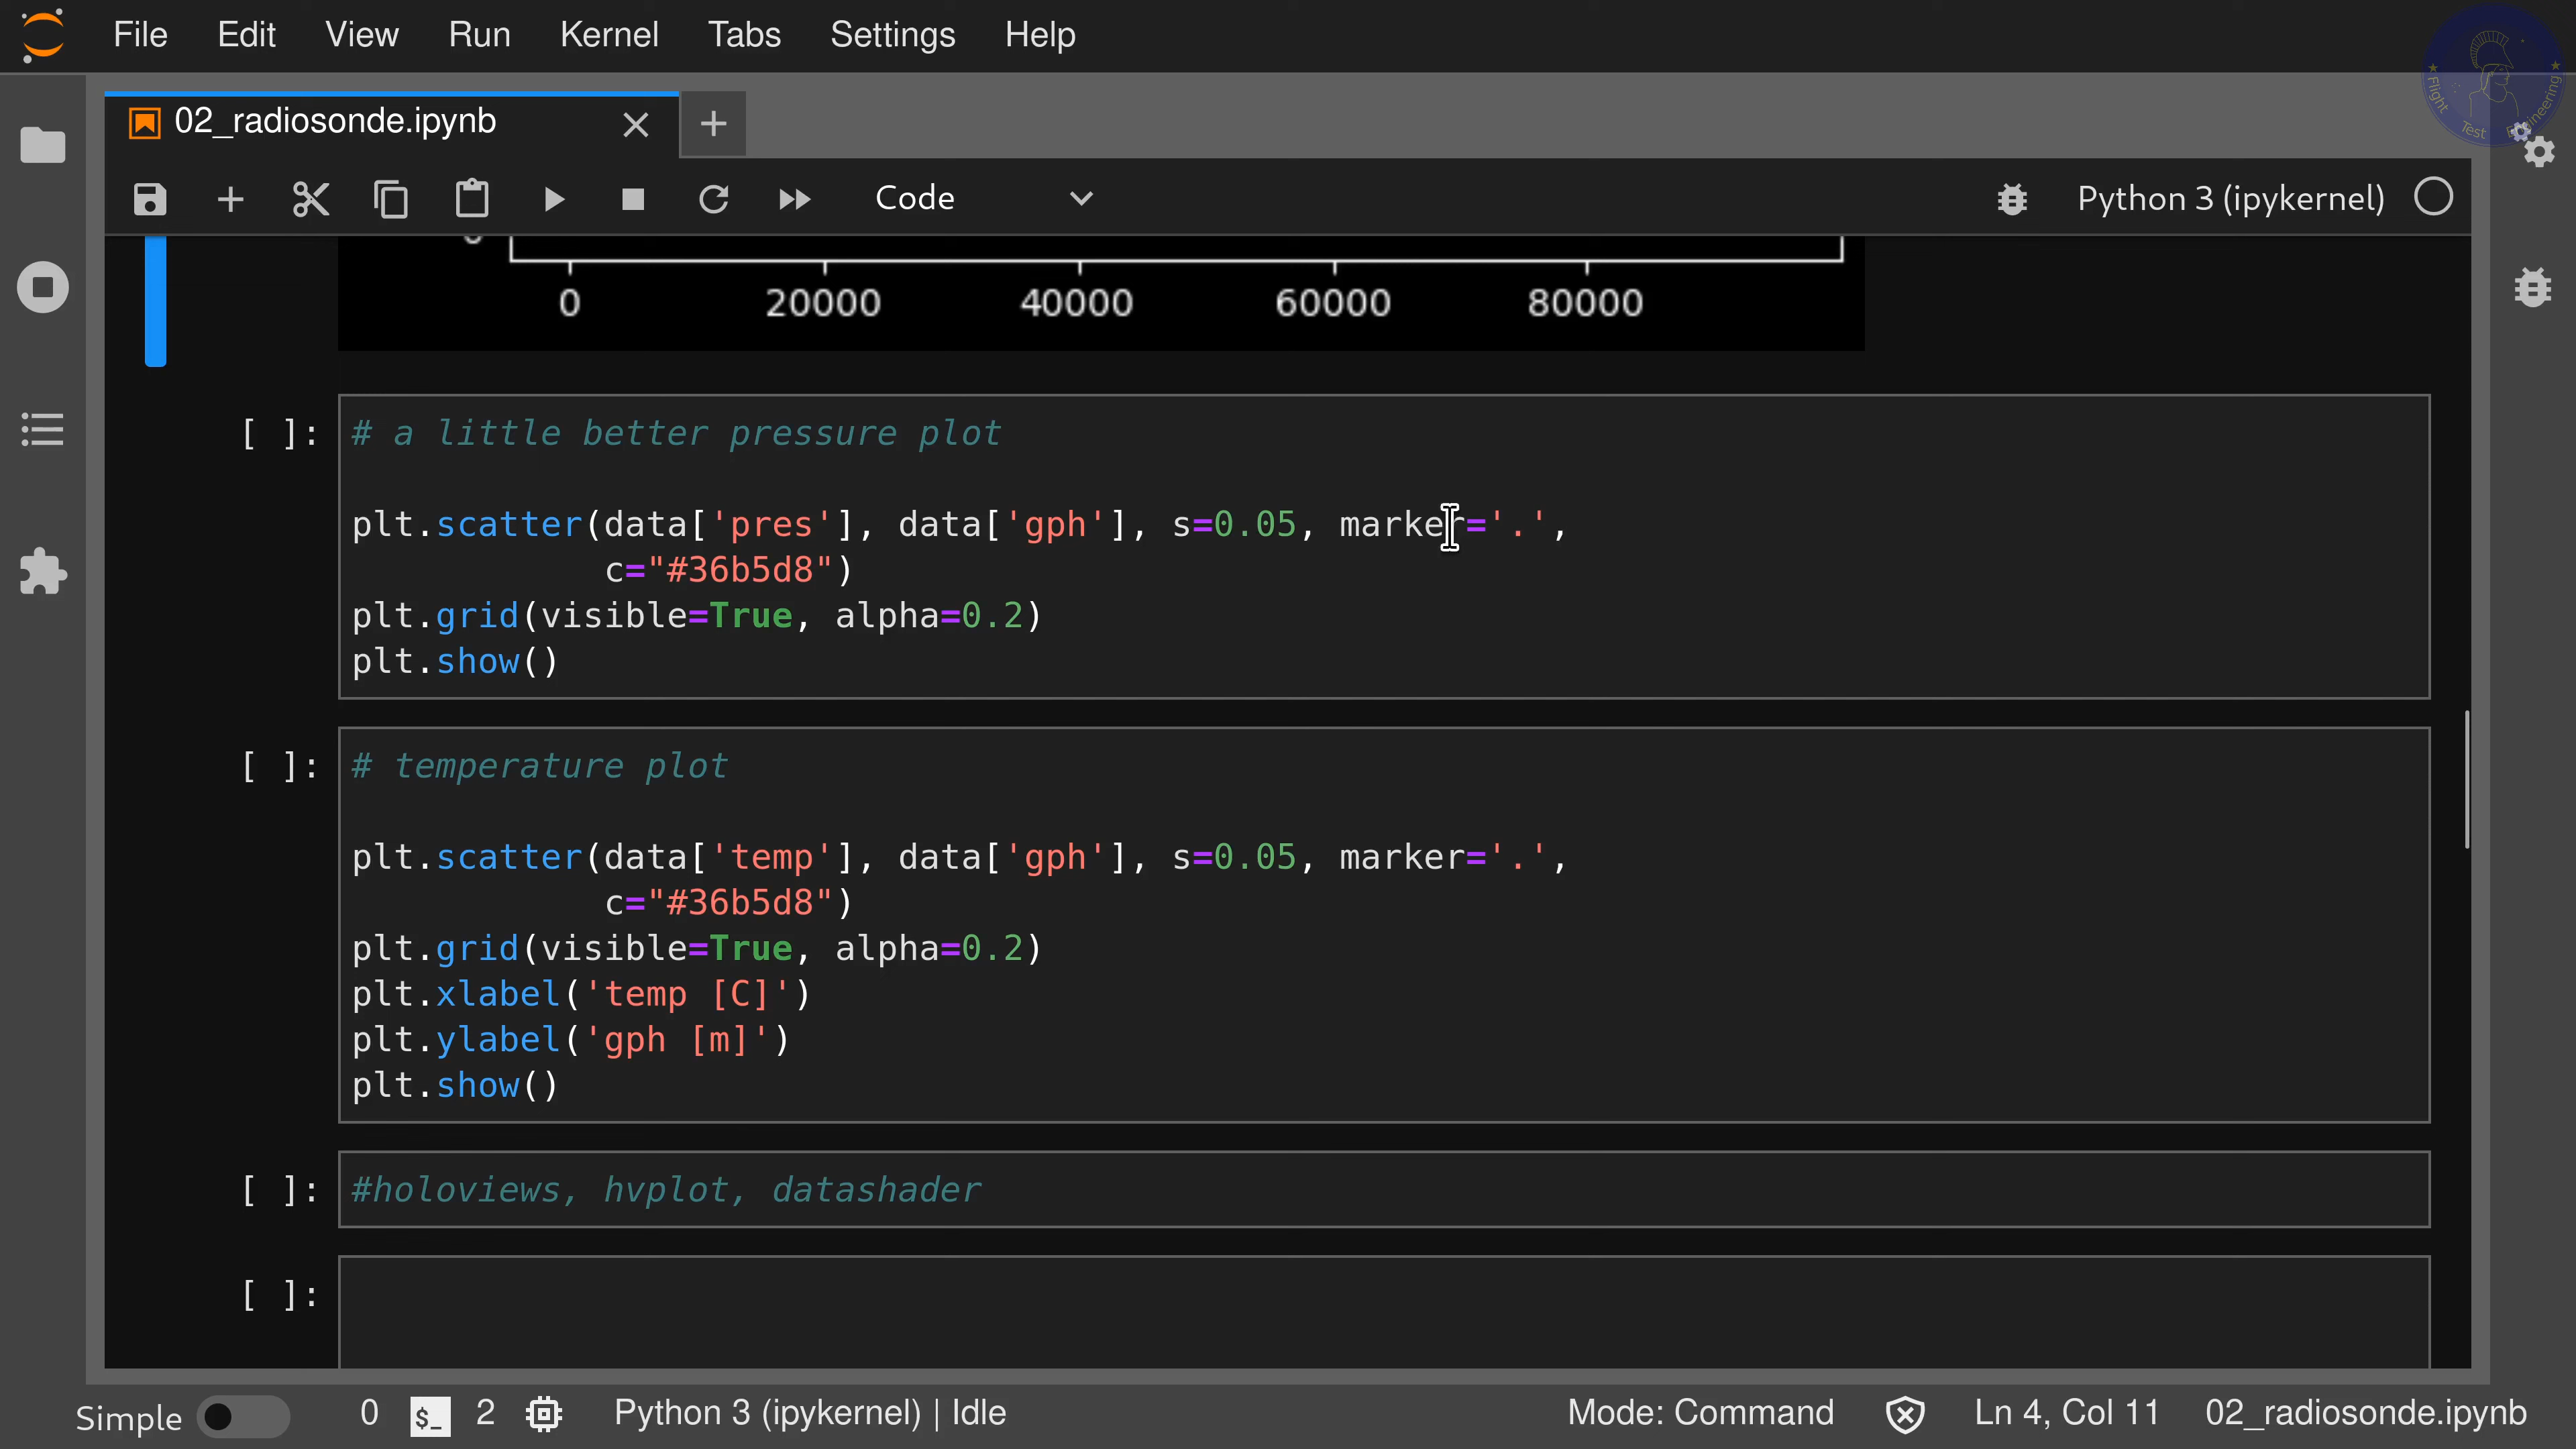 File Edit View Run Kernel Tabs Settings Help
Flight Test Engineering
02_radiosonde.ipynb
Code
Python 3 (ipykernel)
0 20000 40000 60000 80000
[ ]: # a little better pressure plot
plt.scatter(data['pres'], data['gph'], s=0.05, marker='.',
c="#36b5d8")
plt.grid(visible=True, alpha=0.2)
plt.show()
[ ]: # temperature plot
plt.scatter(data['temp'], data['gph'], s=0.05, marker='.',
c="#36b5d8")
plt.grid(visible=True, alpha=0.2)
plt.xlabel('temp [C]')
plt.ylabel('gph [m]')
plt.show()
[ ]: #holoviews, hvplot, datashader
[ ]:
Simple 0 $_ 2 Python 3 (ipykernel) | Idle Mode: Command Ln 4, Col 11 02_radiosonde.ipynb